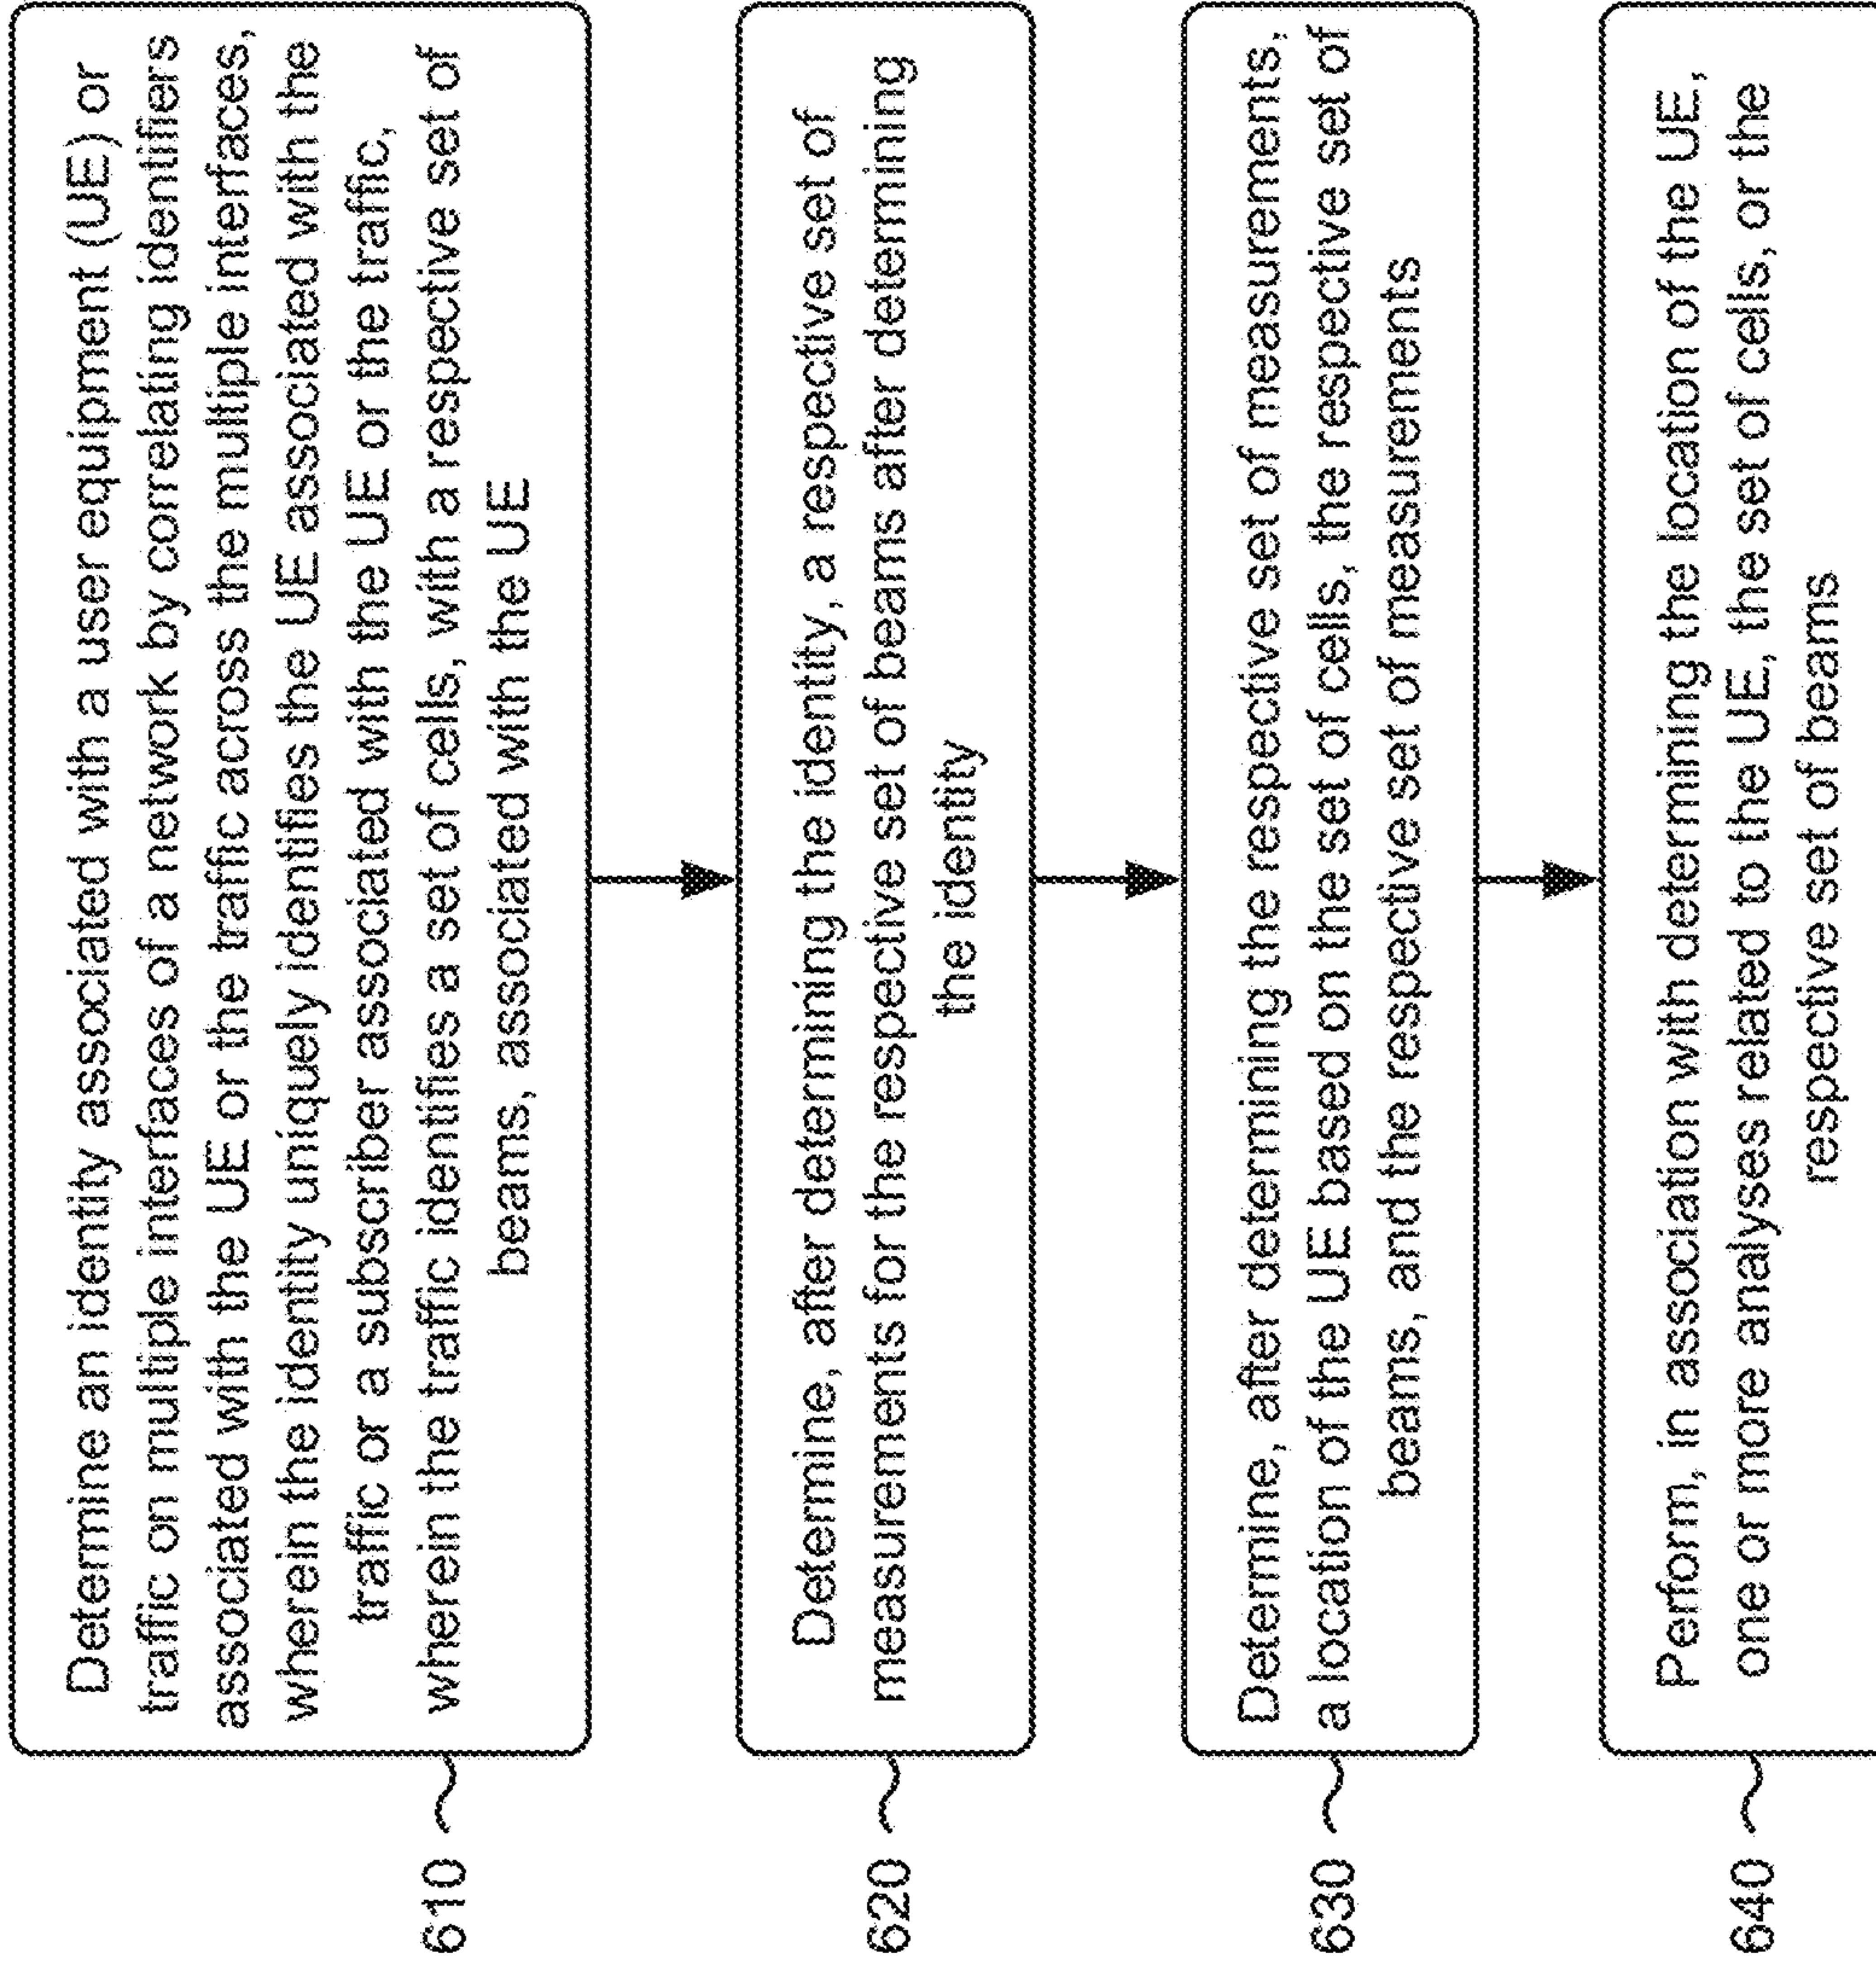 610
Determine an identity associated with a user equipment (UE) or
traffic on multiple interfaces of a network by correlating identifiers
associated with the UE or the traffic across the multiple interfaces,
wherein the identity uniquely identifies the UE associated with the
traffic or a subscriber associated with the UE or the traffic,
wherein the traffic identifies a set of cells, with a respective set of
beams, associated with the UE
620
Determine, after determining the identity, a respective set of
measurements for the respective set of beams after determining
the identity
630
Determine, after determining the respective set of measurements,
a location of the UE based on the set of cells, the respective set of
beams, and the respective set of measurements
640
Perform, in association with determining the location of the UE,
one or more analyses related to the UE, the set of cells, or the
respective set of beams